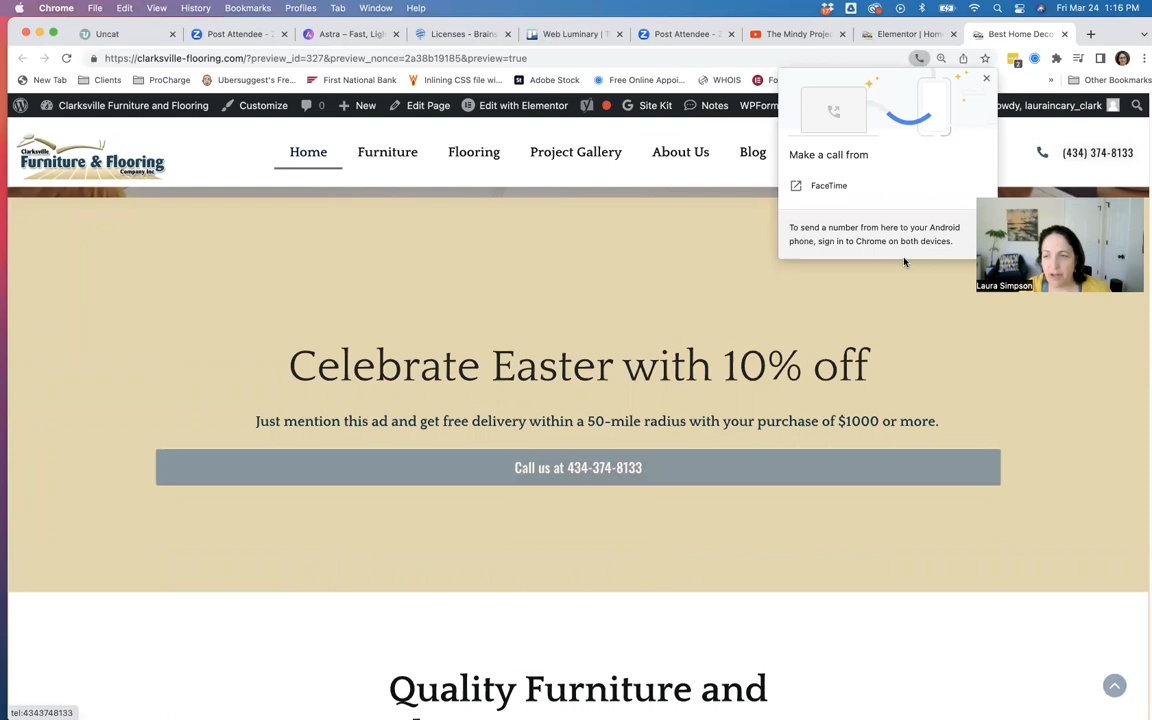 Chrome File Edit View History Bookmarks Profiles Tab Window Help Fri Mar 24 1:16 PM
Uncat Post Attendee - Z Astra – Fast, Ligh Licenses - Brains Web Luminary | T Post Attendee - Z The Mindy Projec Elementor | Hom Best Home Deco
https://clarksville-flooring.com/?preview_id=327&preview_nonce=2a38b19185&preview=true
New Tab Clients ProCharge Ubersuggest's Fre... First National Bank Inlining CSS file wi... Adobe Stock Free Online Appoi... WHOIS Fo » Other Bookmarks
Clarksville Furniture and Flooring Customize 0 New Edit Page Edit with Elementor Site Kit Notes WPForm owdy, lauraincary_clark
Clarksville
Furniture & Flooring
Company, Inc.
Home Furniture Flooring Project Gallery About Us Blog (434) 374-8133
Make a call from
FaceTime
To send a number from here to your Android
phone, sign in to Chrome on both devices.
Laura Simpson
Celebrate Easter with 10% off
Just mention this ad and get free delivery within a 50-mile radius with your purchase of $1000 or more.
Call us at 434-374-8133
Quality Furniture and
tel:4343748133